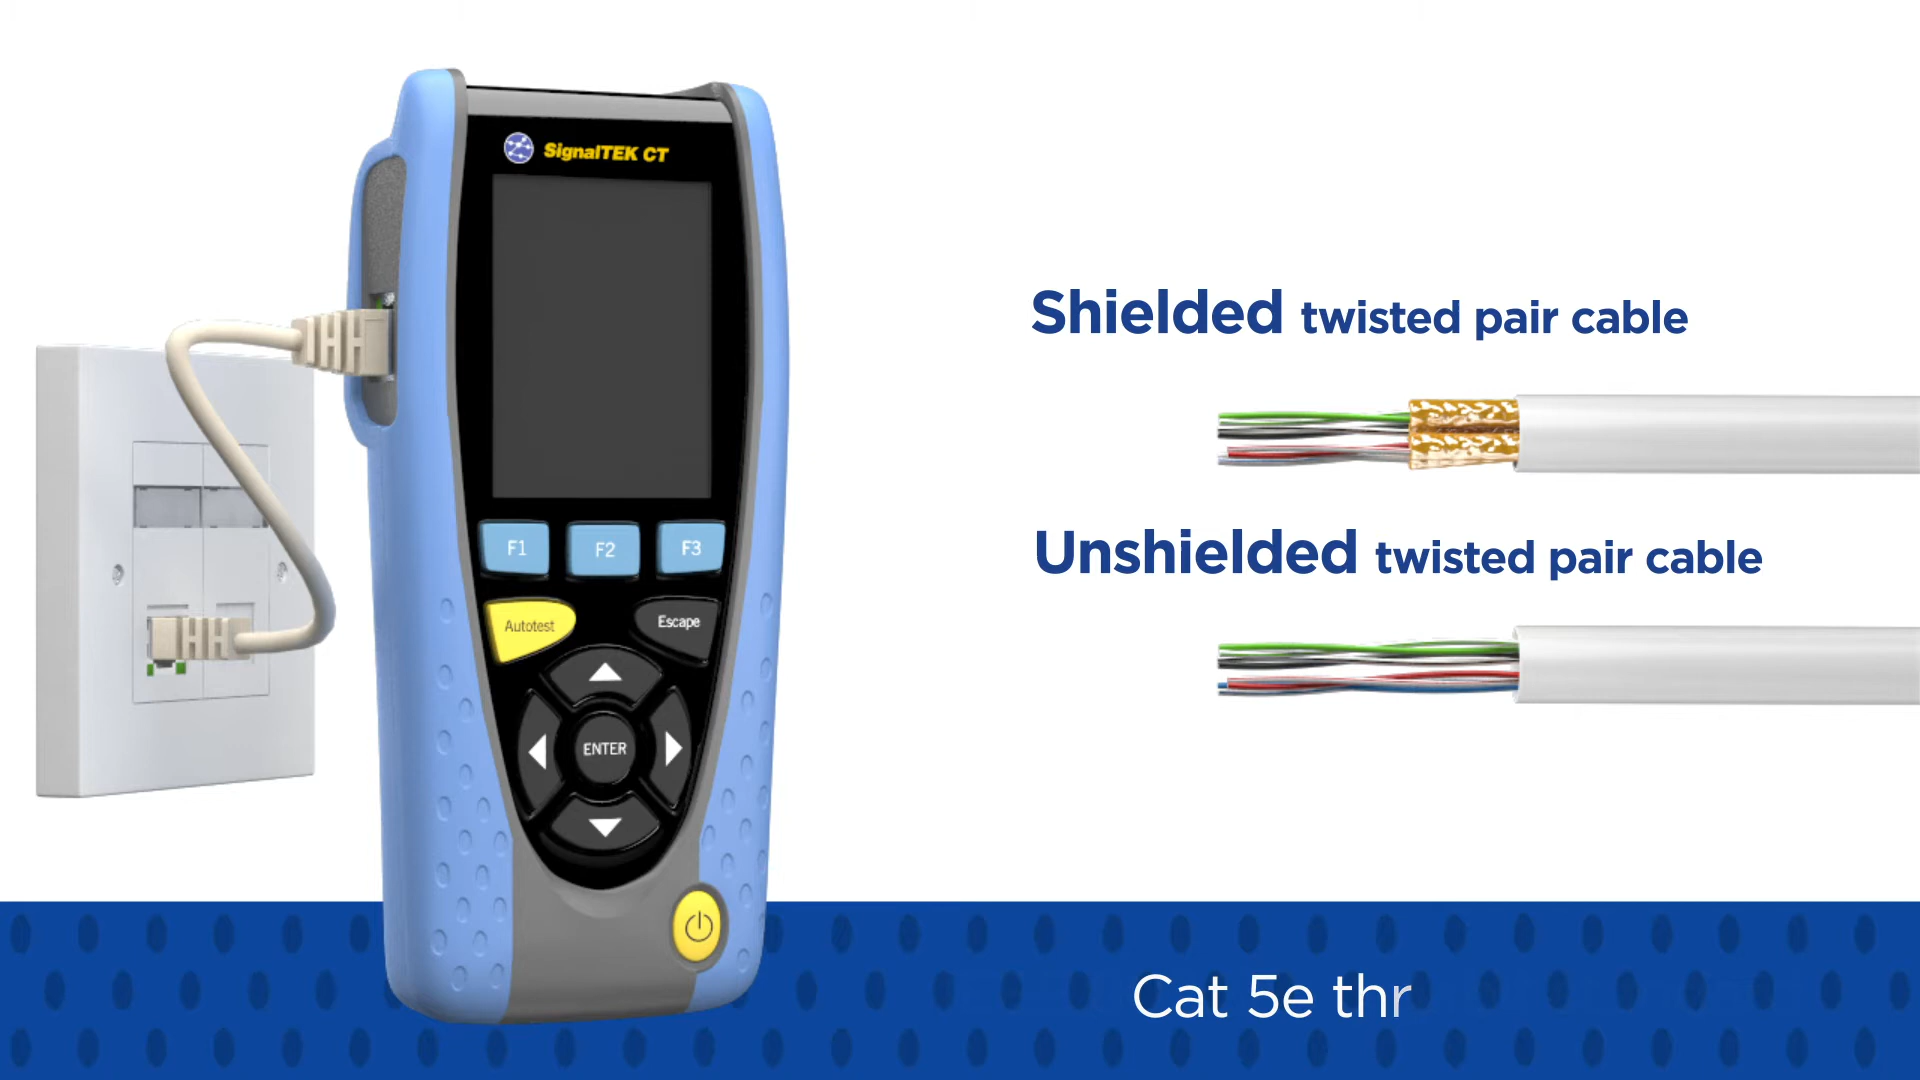 SignalTEK CT
F1 F2 F3
Autotest Escape
ENTER
Shielded twisted pair cable
Unshielded twisted pair cable
Cat 5e thr